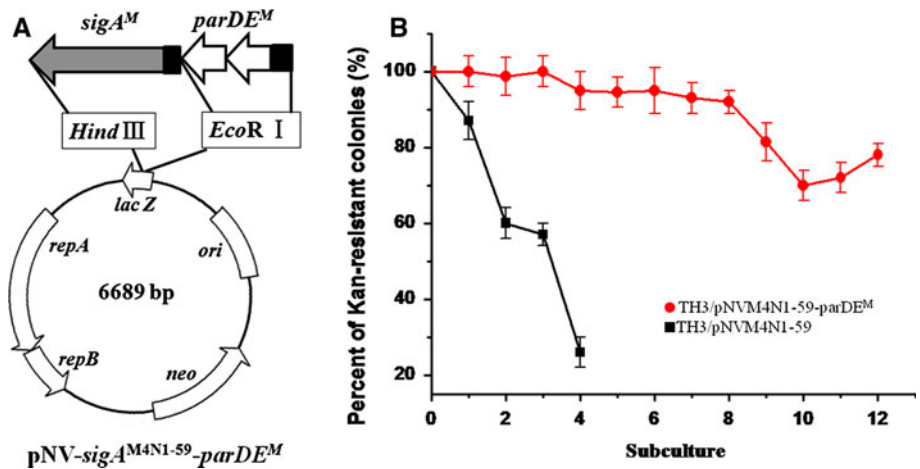 A
sigA^M parDE^M
Hind III
EcoR I
lac Z
repA
ori
6689 bp
repB
neo
pNV-sigA^M4N1-59-parDE^M
B
Percent of Kan-resistant colonies (%)
100
80
60
40
20
TH3/pNVM4N1-59-parDE^M
TH3/pNVM4N1-59
0 2 4 6 8 10 12
Subculture